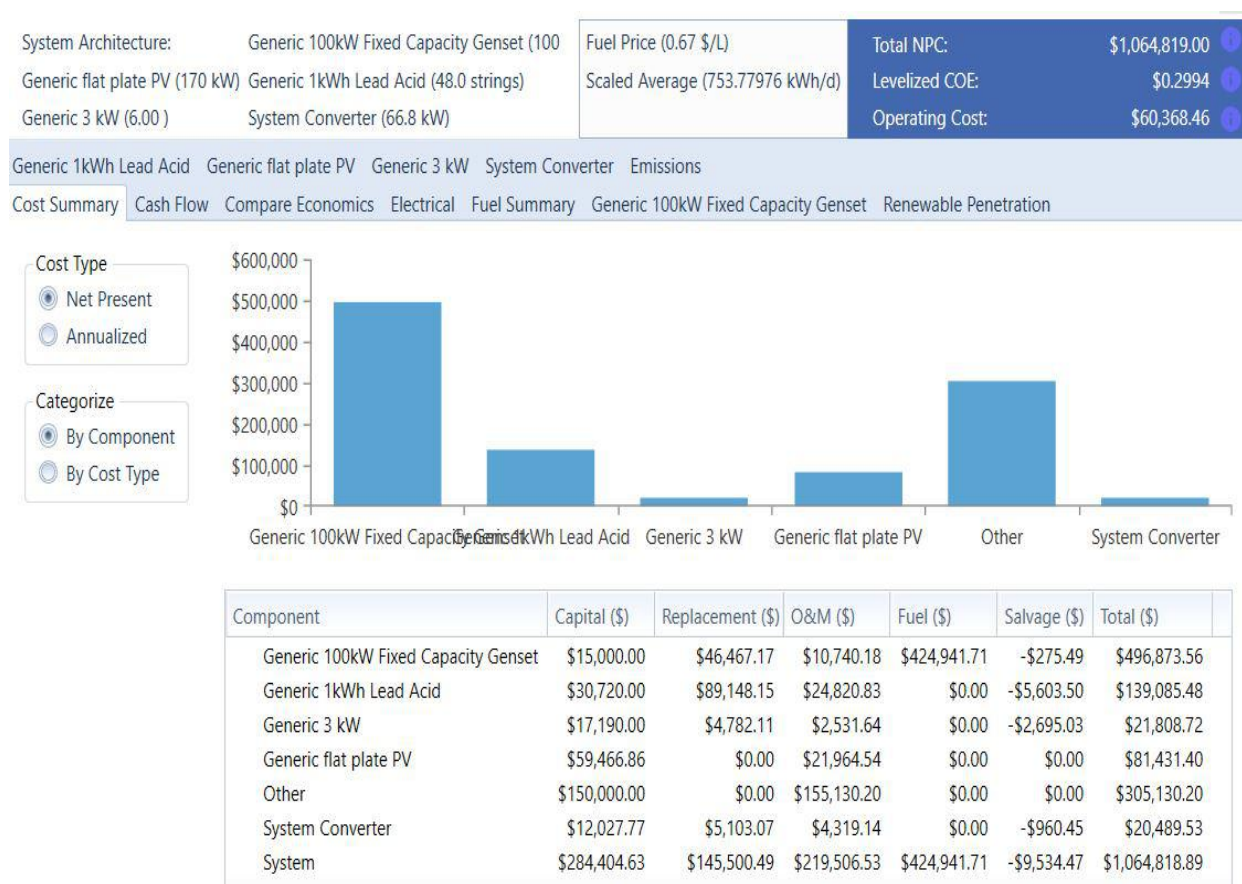 System Architecture: Generic 100kW Fixed Capacity Genset (100 Fuel Price (0.67 $/L) Total NPC: $1,064,819.00
Generic flat plate PV (170 kW) Generic 1kWh Lead Acid (48.0 strings) Scaled Average (753.77976 kWh/d) Levelized COE: $0.2994
Generic 3 kW (6.00 ) System Converter (66.8 kW) Operating Cost: $60,368.46
Generic 1kWh Lead Acid Generic flat plate PV Generic 3 kW System Converter Emissions
Cost Summary Cash Flow Compare Economics Electrical Fuel Summary Generic 100kW Fixed Capacity Genset Renewable Penetration
Cost Type
Net Present
Annualized
Categorize
By Component
By Cost Type
$600,000
$500,000
$400,000
$300,000
$200,000
$100,000
$0
Generic 100kW Fixed Capacity Genset Generic 1kWh Lead Acid Generic 3 kW Generic flat plate PV Other System Converter
Component Capital ($) Replacement ($) O&M ($) Fuel ($) Salvage ($) Total ($)
Generic 100kW Fixed Capacity Genset $15,000.00 $46,467.17 $10,740.18 $424,941.71 -$275.49 $496,873.56
Generic 1kWh Lead Acid $30,720.00 $89,148.15 $24,820.83 $0.00 -$5,603.50 $139,085.48
Generic 3 kW $17,190.00 $4,782.11 $2,531.64 $0.00 -$2,695.03 $21,808.72
Generic flat plate PV $59,466.86 $0.00 $21,964.54 $0.00 $0.00 $81,431.40
Other $150,000.00 $0.00 $155,130.20 $0.00 $0.00 $305,130.20
System Converter $12,027.77 $5,103.07 $4,319.14 $0.00 -$960.45 $20,489.53
System $284,404.63 $145,500.49 $219,506.53 $424,941.71 -$9,534.47 $1,064,818.89